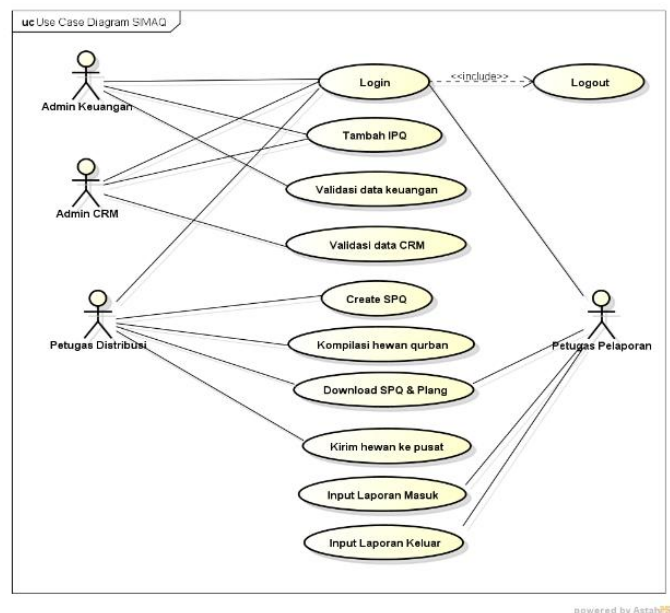 uc Use Case Diagram SIMAQ
Admin Keuangan
Login
<<include>>
Logout
Tambah IPQ
Admin CRM
Validasi data keuangan
Validasi data CRM
Petugas Distribusi
Create SPQ
Kompilasi hewan qurban
Petugas Pelaporan
Download SPQ & Plang
Kirim hewan ke pusat
Input Laporan Masuk
Input Laporan Keluar
powered by Astah